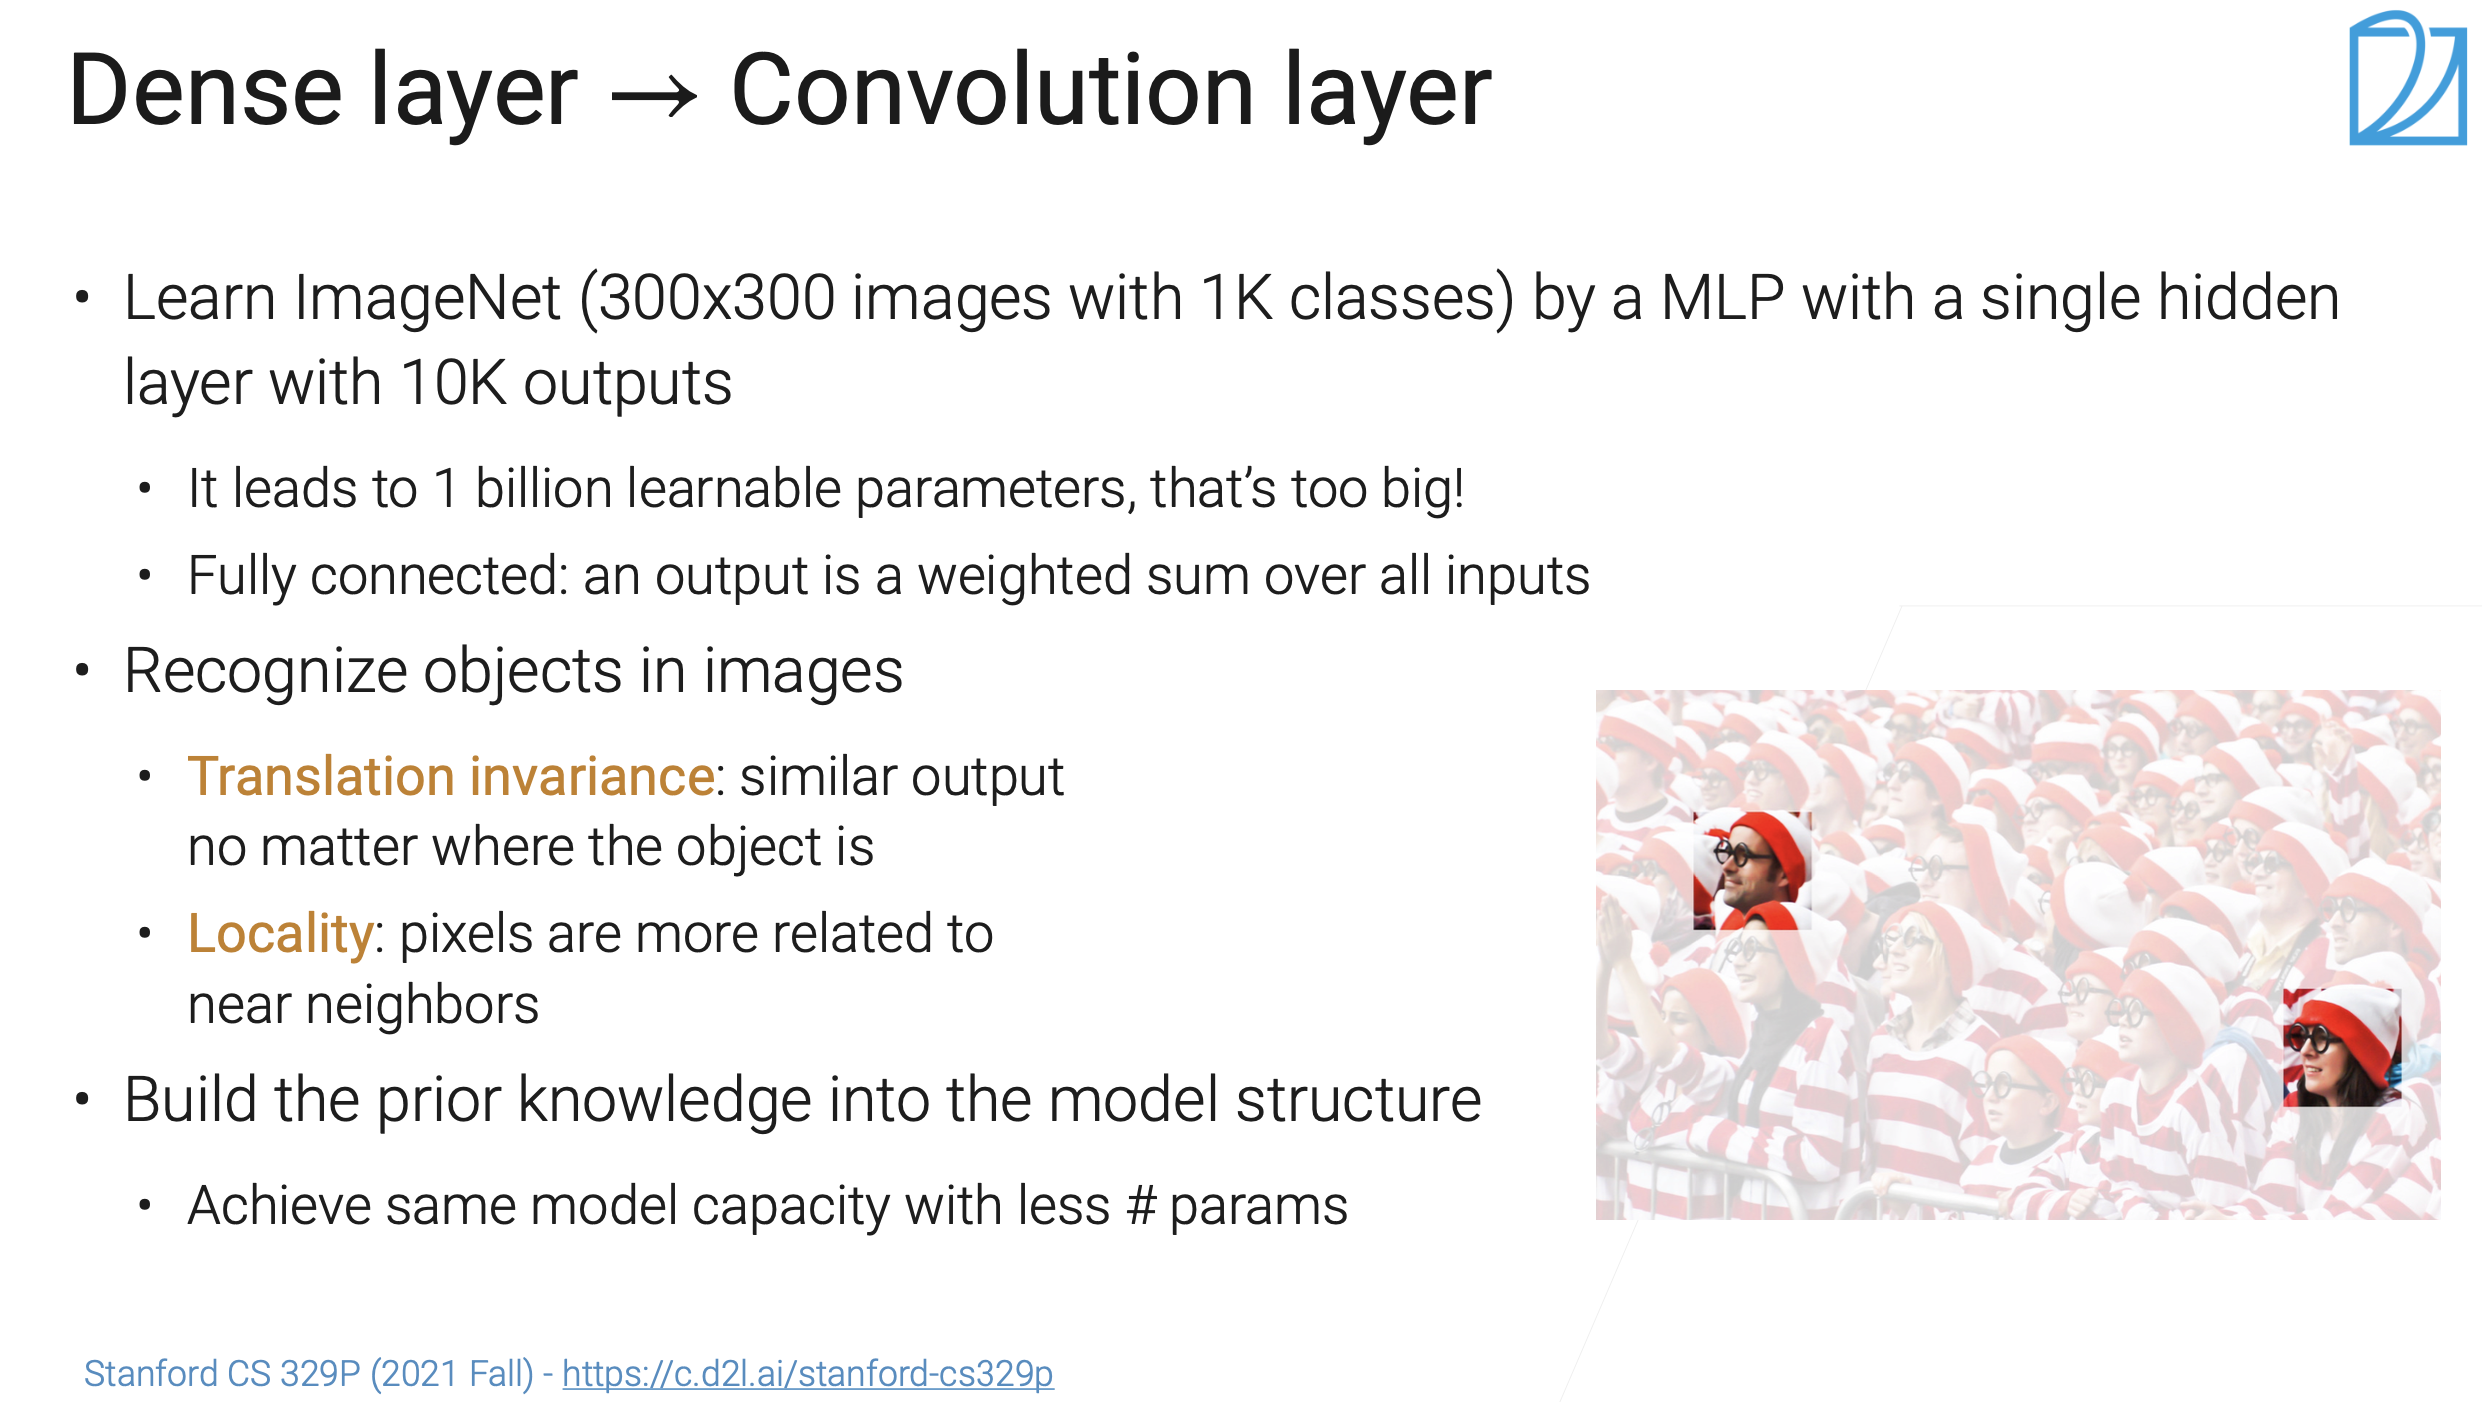 Dense layer → Convolution layer
• Learn ImageNet (300x300 images with 1K classes) by a MLP with a single hidden
layer with 10K outputs
• It leads to 1 billion learnable parameters, that’s too big!
• Fully connected: an output is a weighted sum over all inputs
• Recognize objects in images
• Translation invariance: similar output
no matter where the object is
• Locality: pixels are more related to
near neighbors
• Build the prior knowledge into the model structure
• Achieve same model capacity with less # params
Stanford CS 329P (2021 Fall) - https://c.d2l.ai/stanford-cs329p